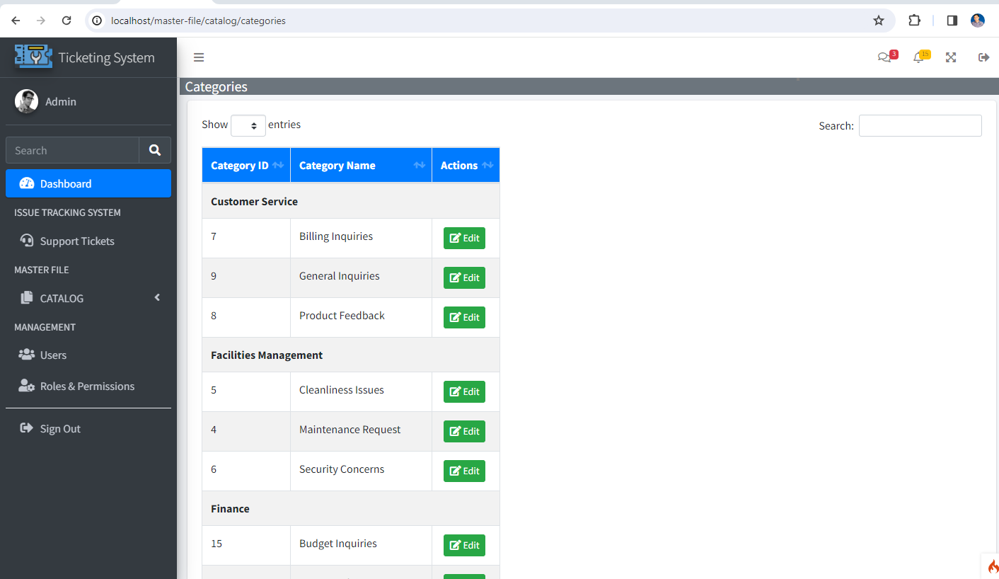 localhost/master-file/catalog/categories
Ticketing System
3
15
Admin
Search
Dashboard
ISSUE TRACKING SYSTEM
Support Tickets
MASTER FILE
CATALOG
MANAGEMENT
Users
Roles & Permissions
Sign Out
Categories
Show entries
Search:
Category ID Category Name Actions
Customer Service
7 Billing Inquiries Edit
9 General Inquiries Edit
8 Product Feedback Edit
Facilities Management
5 Cleanliness Issues Edit
4 Maintenance Request Edit
6 Security Concerns Edit
Finance
15 Budget Inquiries Edit